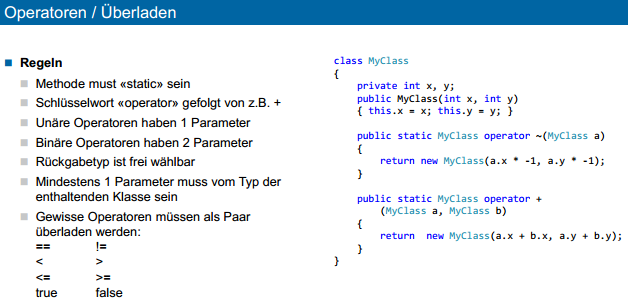 Operatoren / Überladen
Regeln
Methode must «static» sein
Schlüsselwort «operator» gefolgt von z.B. +
Unäre Operatoren haben 1 Parameter
Binäre Operatoren haben 2 Parameter
Rückgabetyp ist frei wählbar
Mindestens 1 Parameter muss vom Typ der
enthaltenden Klasse sein
Gewisse Operatoren müssen als Paar
überladen werden:
== !=
< >
<= >=
true false
class MyClass
{
private int x, y;
public MyClass(int x, int y)
{ this.x = x; this.y = y; }
public static MyClass operator ~(MyClass a)
{
return new MyClass(a.x * -1, a.y * -1);
}
public static MyClass operator +
(MyClass a, MyClass b)
{
return new MyClass(a.x + b.x, a.y + b.y);
}
}